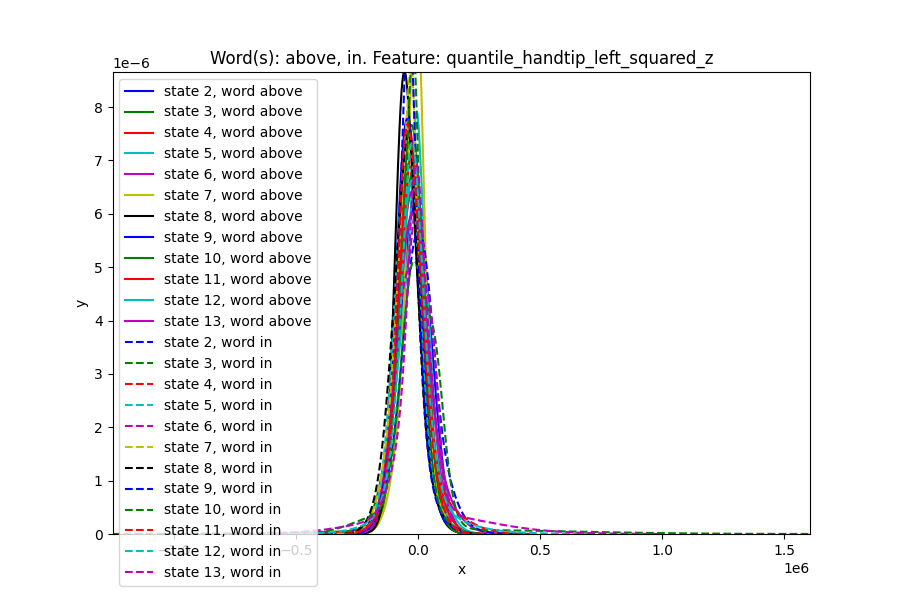 Word(s): above, in. Feature: quantile_handtip_left_squared_z
1e−6
8
7
6
5
4
3
2
1
0
y
state 2, word above
state 3, word above
state 4, word above
state 5, word above
state 6, word above
state 7, word above
state 8, word above
state 9, word above
state 10, word above
state 11, word above
state 12, word above
state 13, word above
state 2, word in
state 3, word in
state 4, word in
state 5, word in
state 6, word in
state 7, word in
state 8, word in
state 9, word in
state 10, word in
state 11, word in
state 12, word in
state 13, word in
−0.5 0.0 0.5 1.0 1.5
x
1e6